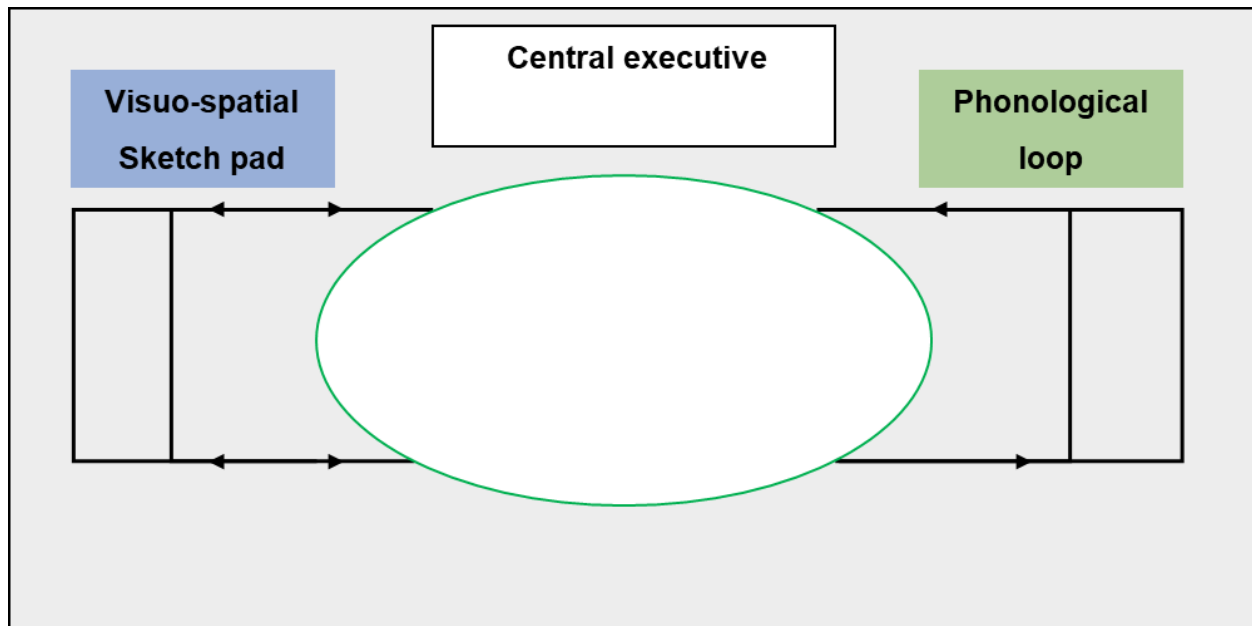 Central executive
Visuo-spatial
Sketch pad
Phonological
loop